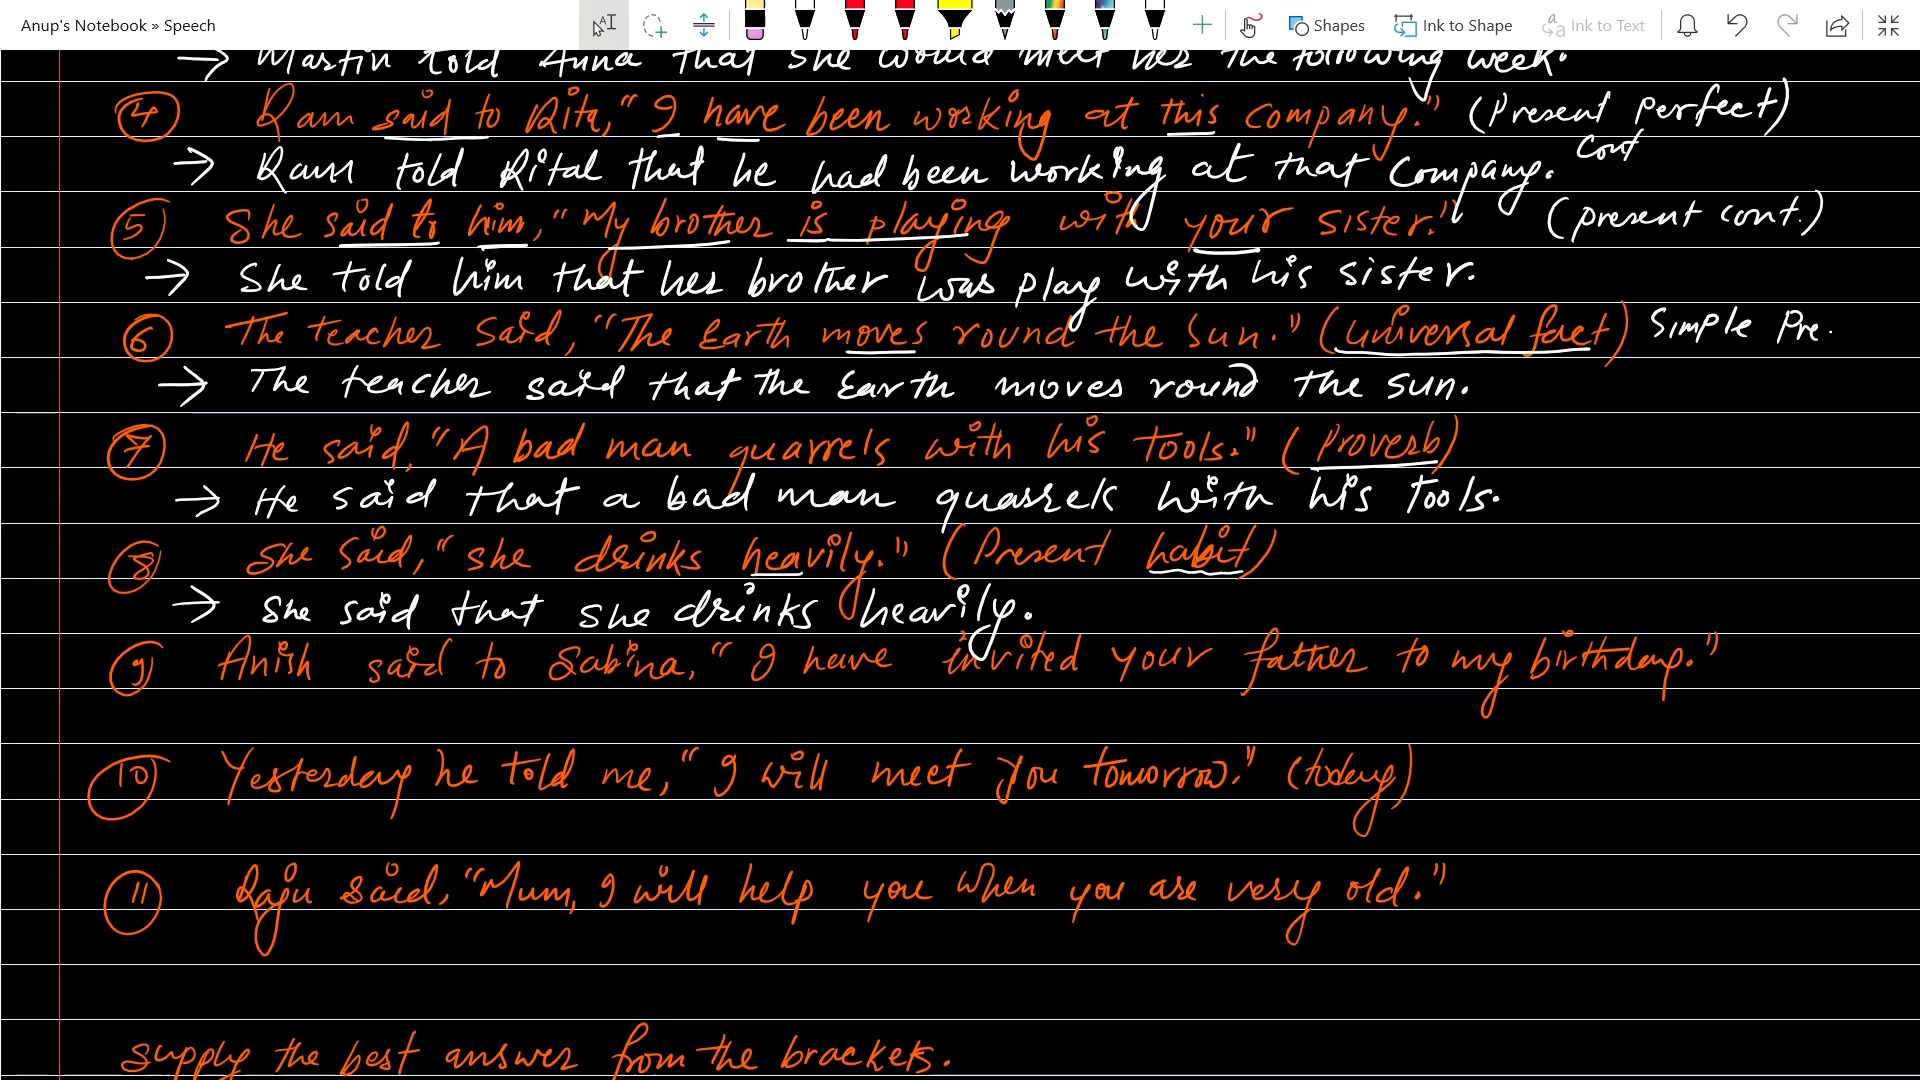 Anup's Notebook » Speech
Shapes
Ink to Shape
Ink to Text
→ Martin told Anna that she would meet her the following week.
④ Ram said to Rita, "I have been working at this company." (Present perfect)
Cont
→ Ram told Rital that he had been working at that company.
⑤ She said to him, "My brother is playing with your sister." (present cont.)
→ She told him that her brother was play with his sister.
⑥ The teacher said, "The Earth moves round the Sun." (universal fact) Simple Pre.
→ The teacher said that the Earth moves round the sun.
⑦ He said, "A bad man quarrels with his tools." (Proverb)
→ He said that a bad man quarrels with his tools.
⑧ She said, "she drinks heavily." (Present habit)
→ She said that she drinks heavily.
⑨ Anish said to Sabina, "I have invited your father to my birthday."
⑩ Yesterday he told me, "I will meet you tomorrow." (today)
⑪ Raju said, "Mum, I will help you when you are very old."
supply the best answer from the brackets.